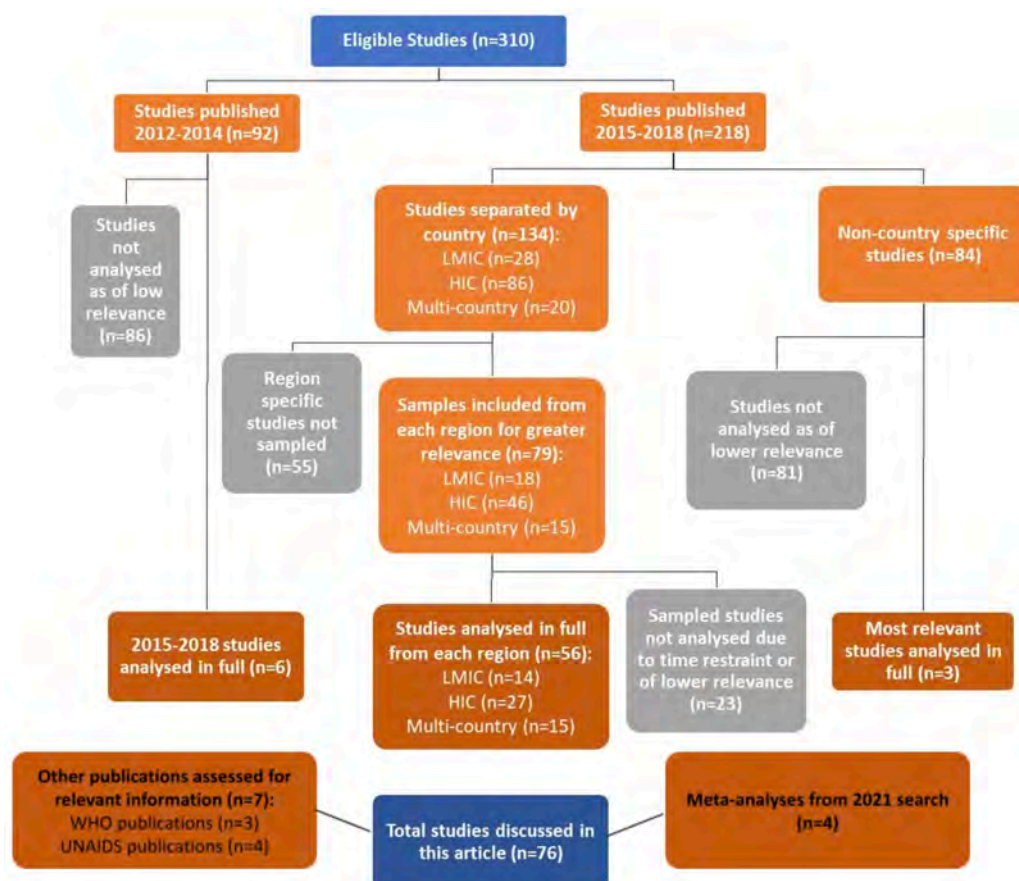 Eligible Studies (n=310)
Studies published
2012-2014 (n=92)
Studies published
2015-2018 (n=218)
Studies
not
analysed
as of low
relevance
(n=86)
Studies separated by
country (n=134):
LMIC (n=28)
HIC (n=86)
Multi-country (n=20)
Non-country specific
studies (n=84)
Region
specific
studies not
sampled
(n=55)
Samples included from
each region for greater
relevance (n=79):
LMIC (n=18)
HIC (n=46)
Multi-country (n=15)
Studies not
analysed as of
lower relevance
(n=81)
2015-2018 studies
analysed in full (n=6)
Studies analysed in full
from each region (n=56):
LMIC (n=14)
HIC (n=27)
Multi-country (n=15)
Sampled studies
not analysed due
to time restraint or
of lower relevance
(n=23)
Most relevant
studies analysed in
full (n=3)
Other publications assessed for
relevant information (n=7):
WHO publications (n=3)
UNAIDS publications (n=4)
Total studies discussed in
this article (n=76)
Meta-analyses from 2021 search
(n=4)